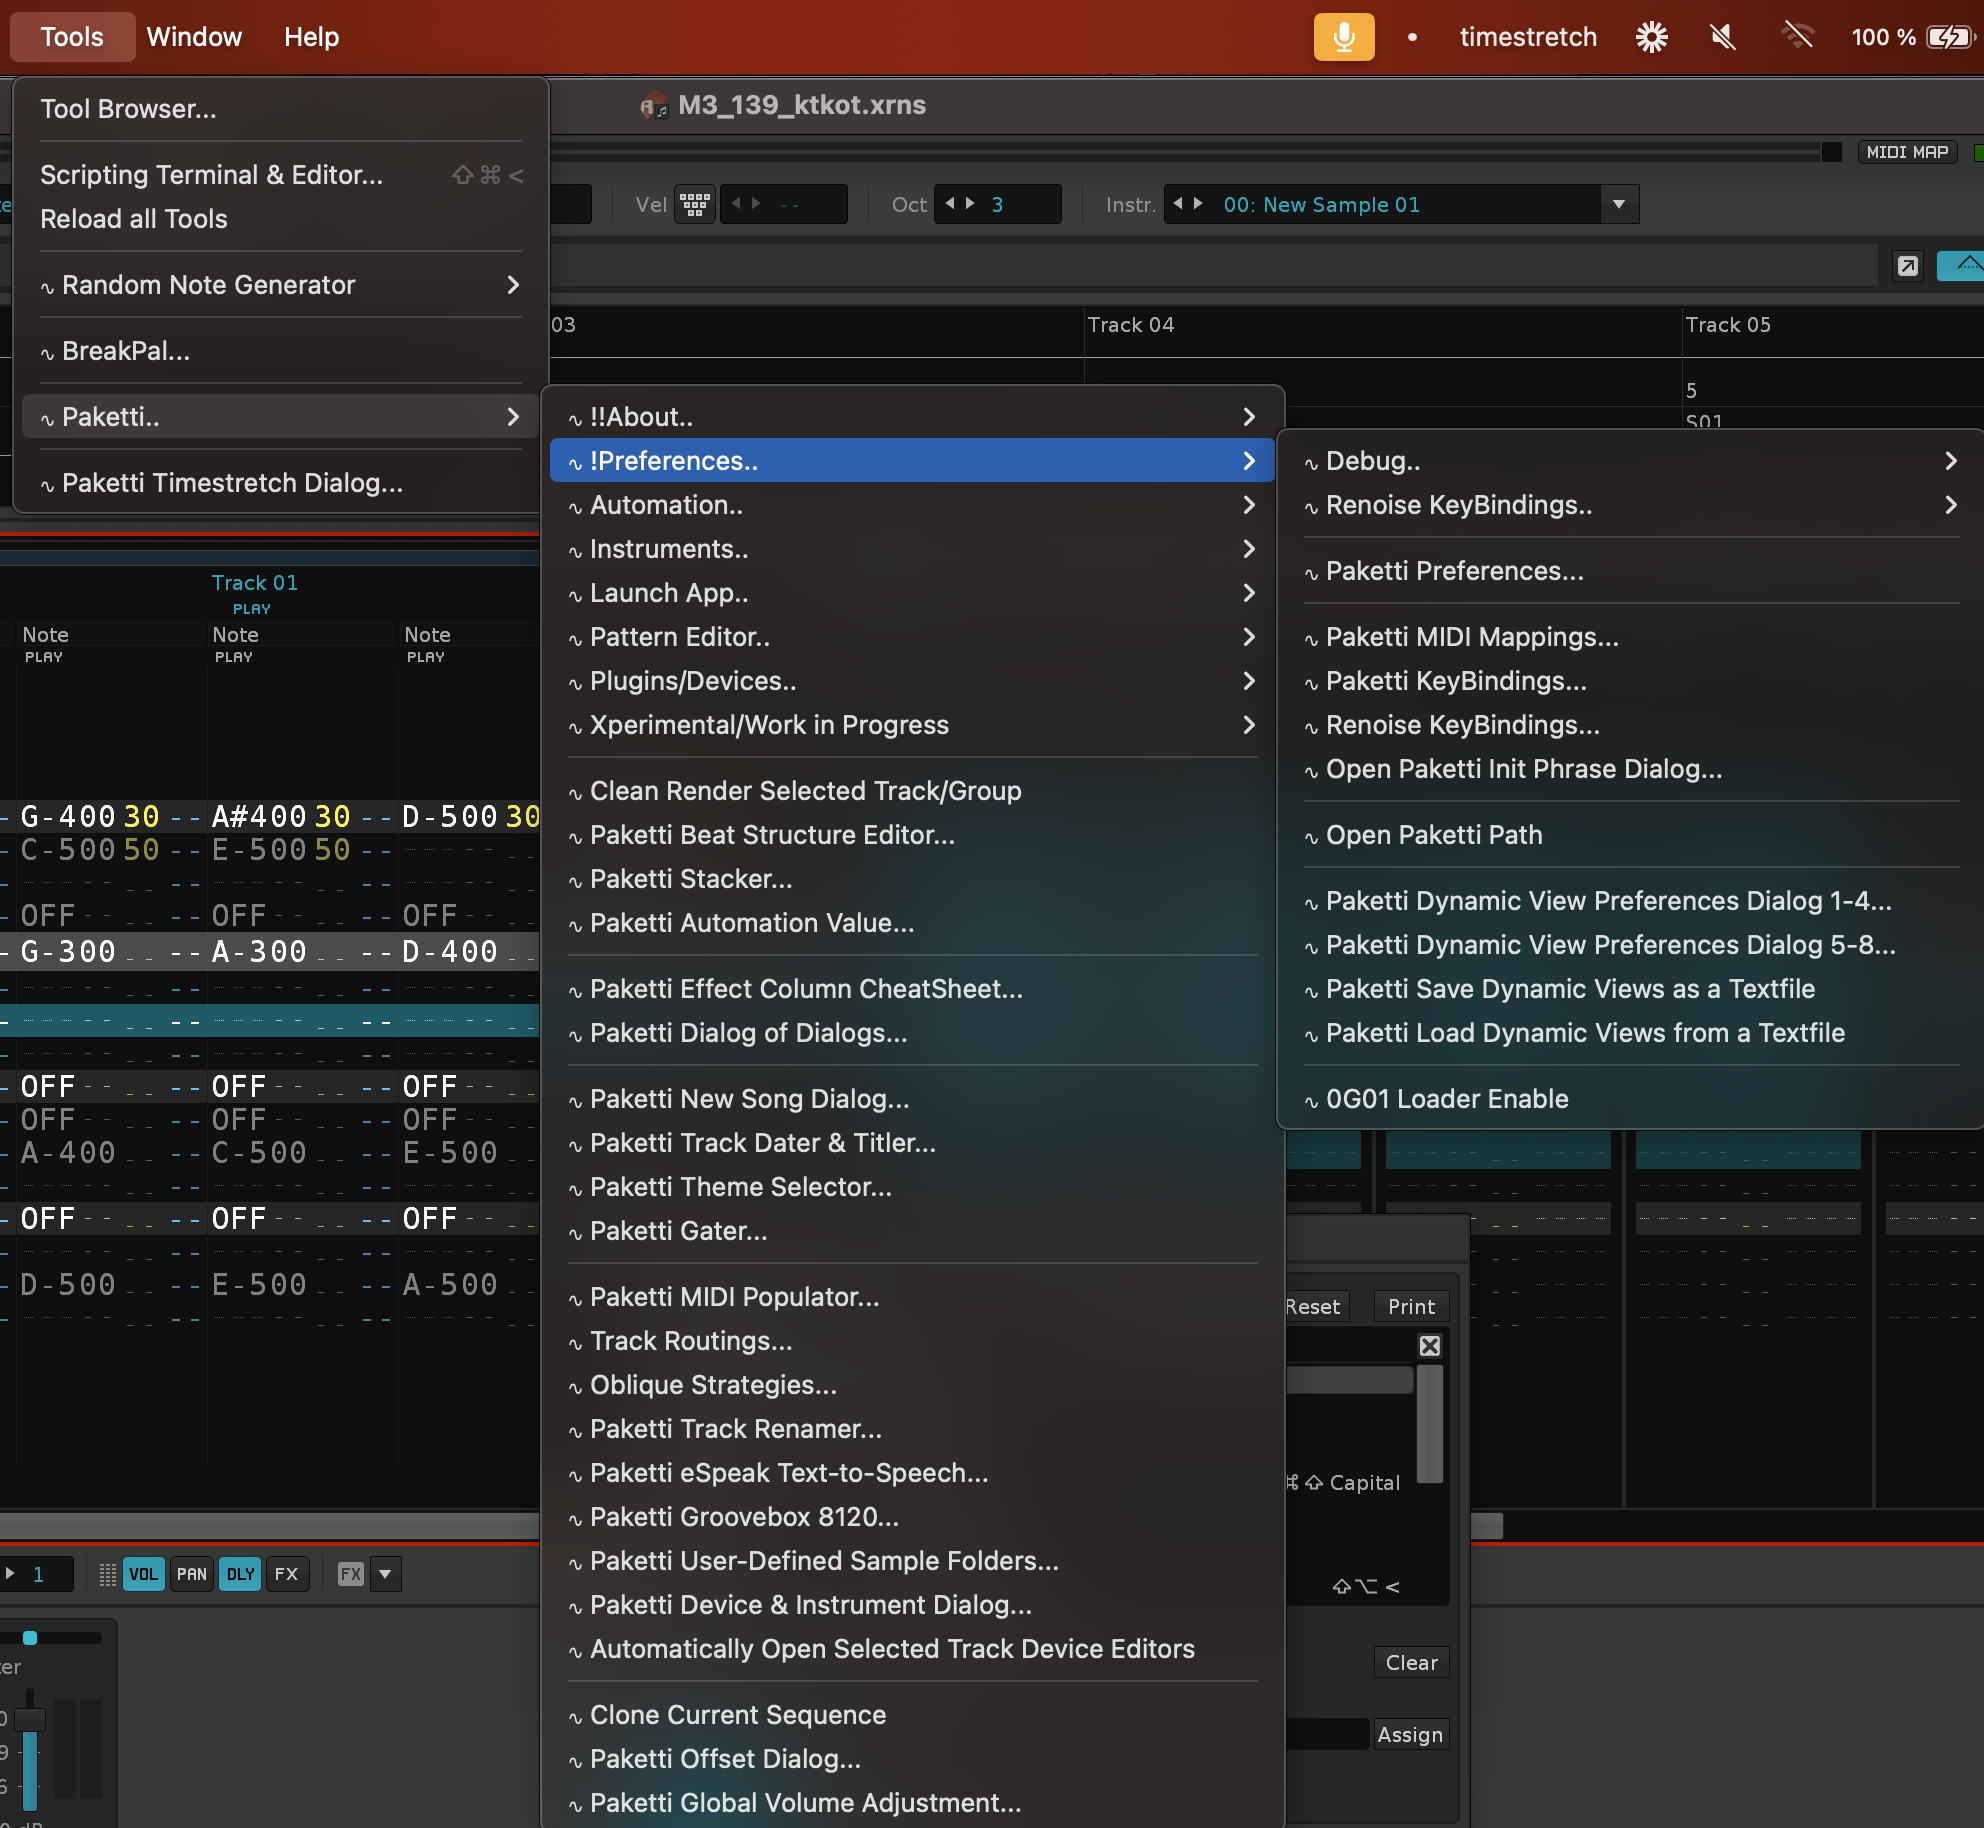 Tools Window Help
timestretch 100 %
M3_139_ktkot.xrns
MIDI MAP
Vel -- Oct 3 Instr. 00: New Sample 01
Tool Browser...
Scripting Terminal & Editor... ⇧⌘<
Reload all Tools
Random Note Generator
BreakPal...
Paketti..
Paketti Timestretch Dialog...
03
Track 04
Track 05
5
S01
!!About..
!Preferences..
Automation..
Instruments..
Launch App..
Pattern Editor..
Plugins/Devices..
Xperimental/Work in Progress
Clean Render Selected Track/Group
Paketti Beat Structure Editor...
Paketti Stacker...
Paketti Automation Value...
Paketti Effect Column CheatSheet...
Paketti Dialog of Dialogs...
Paketti New Song Dialog...
Paketti Track Dater & Titler...
Paketti Theme Selector...
Paketti Gater...
Paketti MIDI Populator...
Track Routings...
Oblique Strategies...
Paketti Track Renamer...
Paketti eSpeak Text-to-Speech...
Paketti Groovebox 8120...
Paketti User-Defined Sample Folders...
Paketti Device & Instrument Dialog...
Automatically Open Selected Track Device Editors
Clone Current Sequence
Paketti Offset Dialog...
Paketti Global Volume Adjustment...
Debug..
Renoise KeyBindings..
Paketti Preferences...
Paketti MIDI Mappings...
Paketti KeyBindings...
Renoise KeyBindings...
Open Paketti Init Phrase Dialog...
Open Paketti Path
Paketti Dynamic View Preferences Dialog 1-4...
Paketti Dynamic View Preferences Dialog 5-8...
Paketti Save Dynamic Views as a Textfile
Paketti Load Dynamic Views from a Textfile
0G01 Loader Enable
Track 01
PLAY
Note Note Note
PLAY PLAY PLAY
G-400 30 -- A#400 30 -- D-500 30
C-500 50 -- E-500 50 --
OFF OFF OFF
G-300 A-300 D-400
OFF OFF OFF
OFF OFF OFF
A-400 C-500 E-500
OFF OFF OFF
D-500 E-500 A-500
1 VOL PAN DLY FX FX
Reset Print
⌘⇧ Capital
⇧⌥ <
Clear
Assign